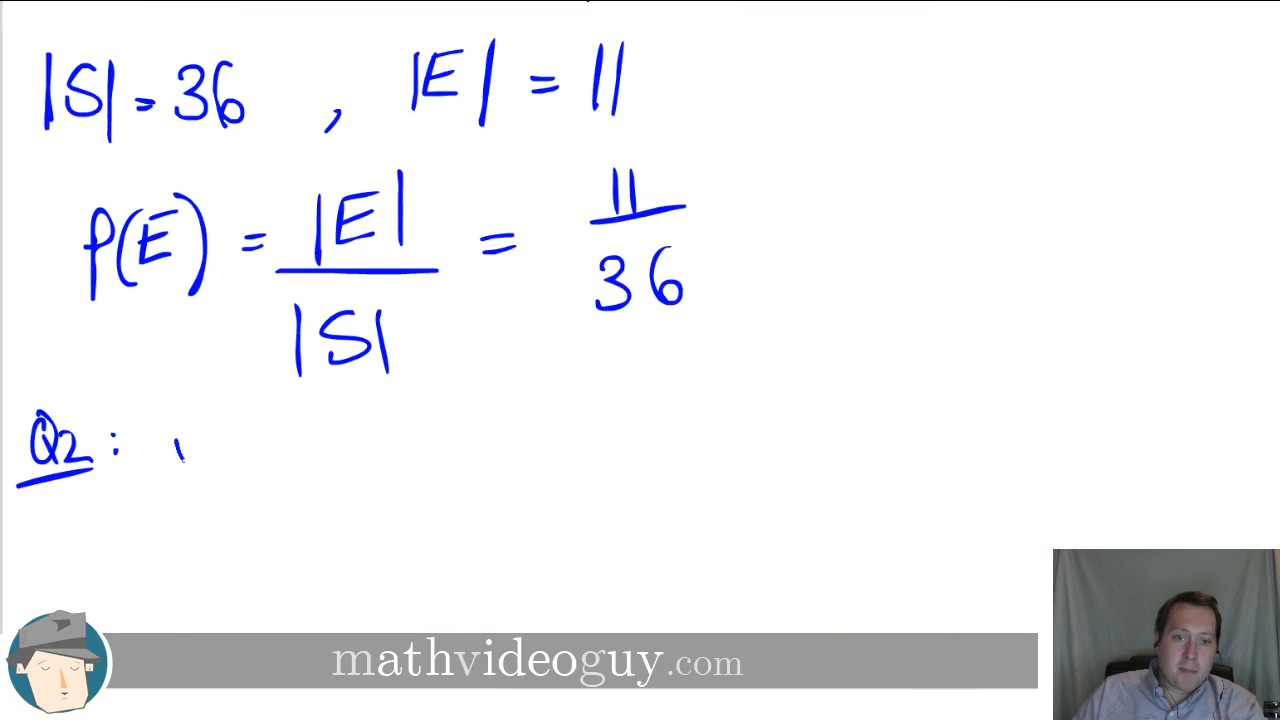 |S| = 36 , |E| = 11
P(E) = |E| / |S| = 11 / 36
Q2 :
mathvideoguy.com